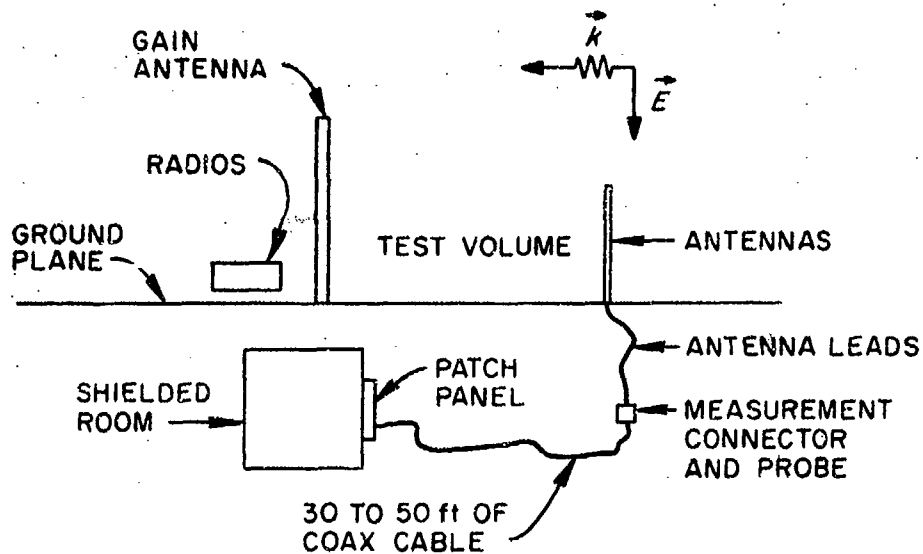 GAIN
ANTENNA
k
E
RADIOS
GROUND
PLANE
TEST VOLUME
ANTENNAS
ANTENNA LEADS
SHIELDED
ROOM
PATCH
PANEL
MEASUREMENT
CONNECTOR
AND PROBE
30 TO 50 ft OF
COAX CABLE